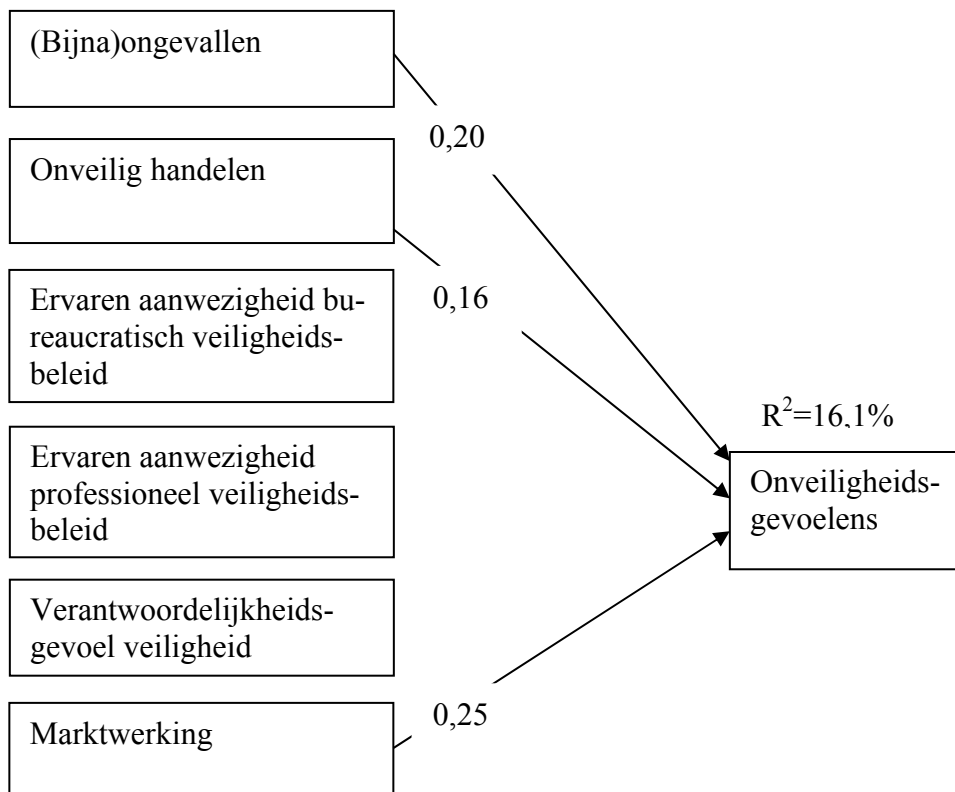 (Bijna)ongevallen
0,20
Onveilig handelen
0,16
Ervaren aanwezigheid bu-
reaucratisch veiligheids-
beleid
Ervaren aanwezigheid
professioneel veiligheids-
beleid
Verantwoordelijkheids-
gevoel veiligheid
Marktwerking
0,25
R²=16,1%
Onveiligheids-
gevoelens